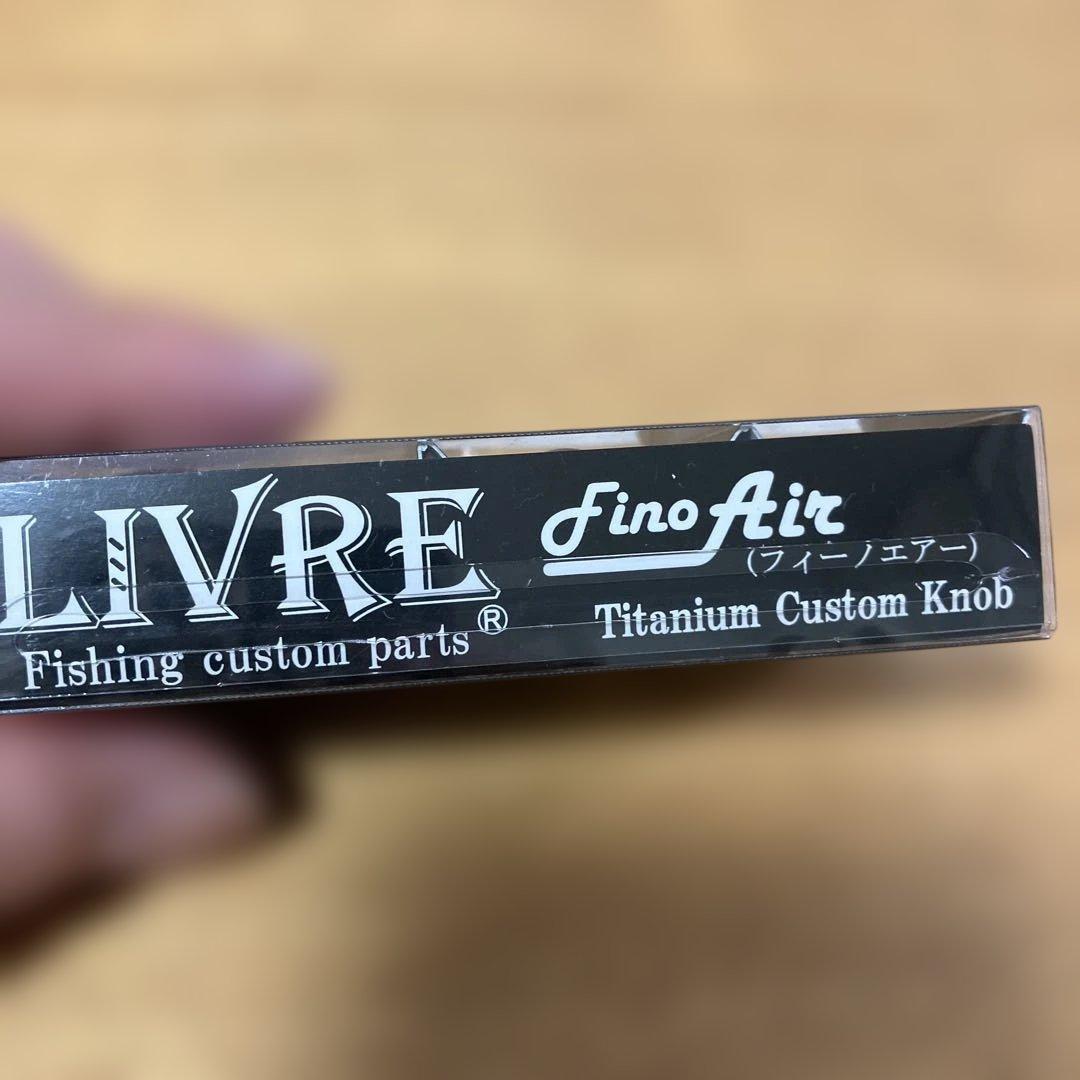 LIVRE®
Fishing custom parts
Fino Air
(フィーノエアー)
Titanium Custom Knob